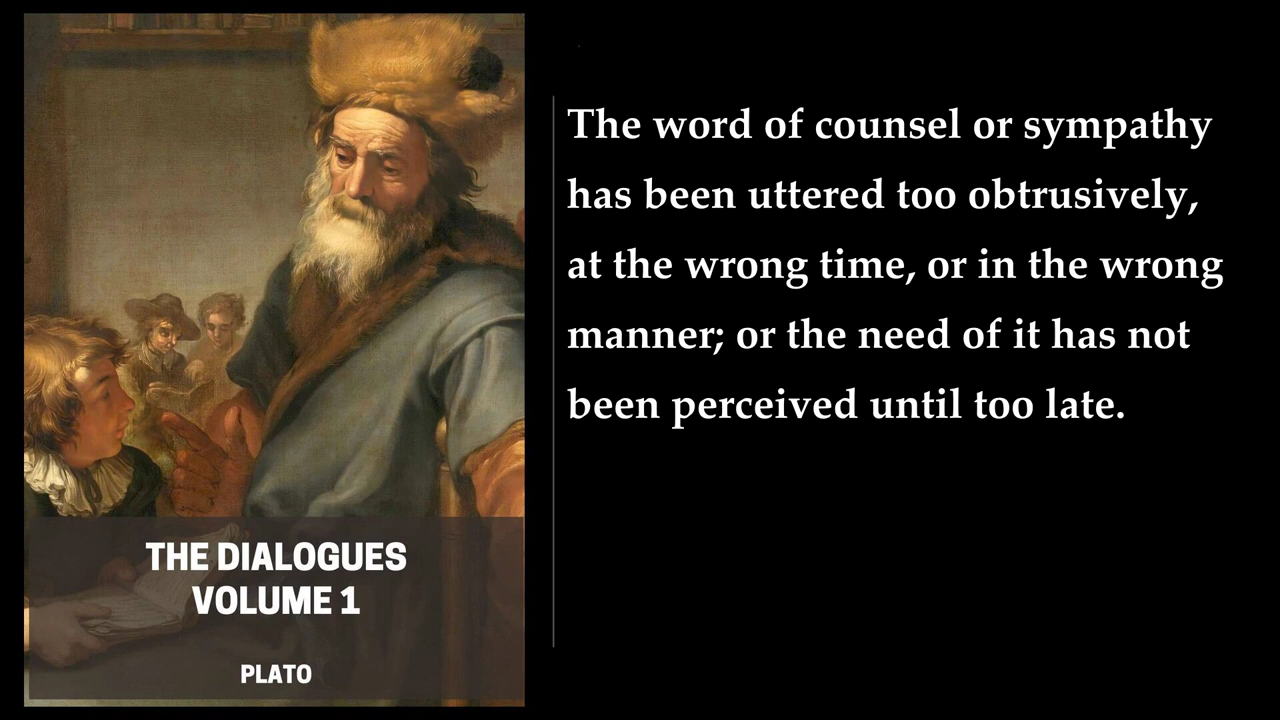 THE DIALOGUES
VOLUME 1
PLATO
The word of counsel or sympathy
has been uttered too obtrusively,
at the wrong time, or in the wrong
manner; or the need of it has not
been perceived until too late.